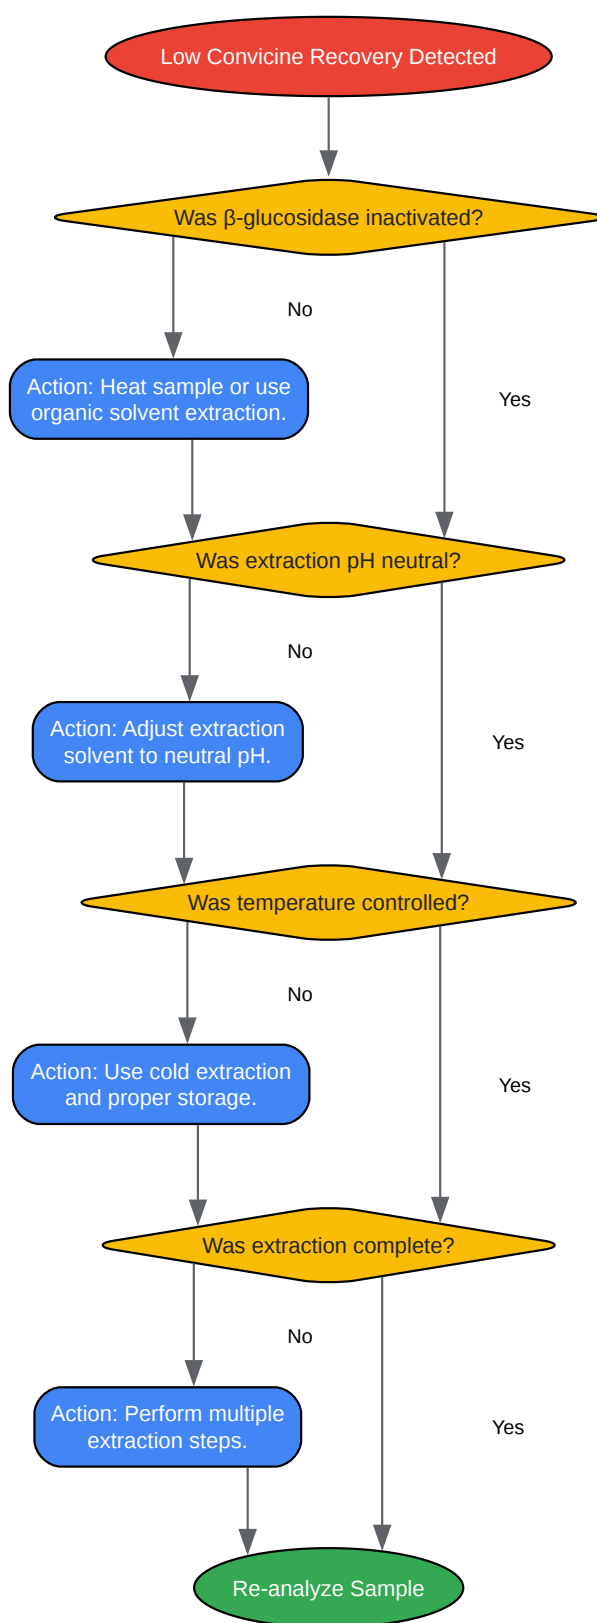 Low Convicine Recovery Detected
Was β-glucosidase inactivated?
No
Action: Heat sample or use
organic solvent extraction.
Yes
Was extraction pH neutral?
No
Action: Adjust extraction
solvent to neutral pH.
Yes
Was temperature controlled?
No
Action: Use cold extraction
and proper storage.
Yes
Was extraction complete?
No
Action: Perform multiple
extraction steps.
Yes
Re-analyze Sample